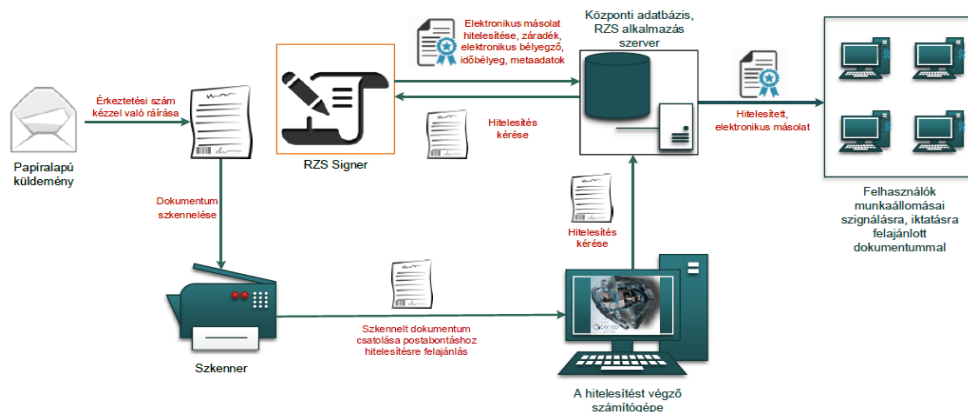 Elektronikus másolat
hitelesítése, záradék,
elektronikus bélyegző,
időbélyeg, metaadatok
Központi adatbázis,
RZS alkalmazás
szerver
Érkeztetési szám
kézzel való ráírása
Hitelesítés
kérése
Hitelesített,
elektronikus másolat
RZS Signer
Papíralapú
küldemény
Felhasználók
munkaállomásai
szignálásra, iktatásra
felajánlott
dokumentummal
Dokumentum
szkennelése
Hitelesítés
kérése
Szkennelt dokumentum
csatolása postabontáshoz
hitelesítésre felajánlás
Szkenner
A hitelesítést végző
számítógépe